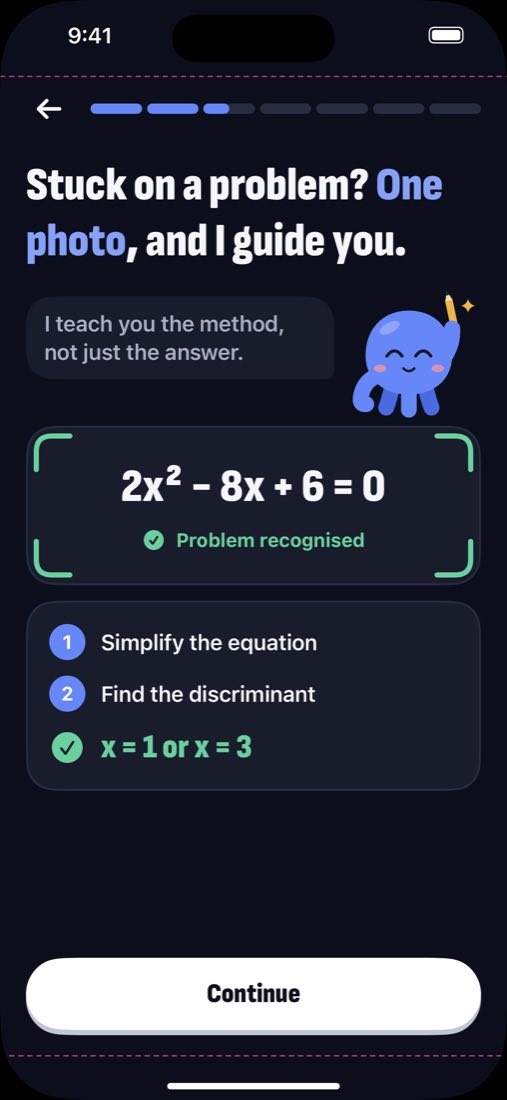 9:41
Stuck on a problem? One
photo, and I guide you.
I teach you the method,
not just the answer.
2x² − 8x + 6 = 0
Problem recognised
1 Simplify the equation
2 Find the discriminant
x = 1 or x = 3
Continue